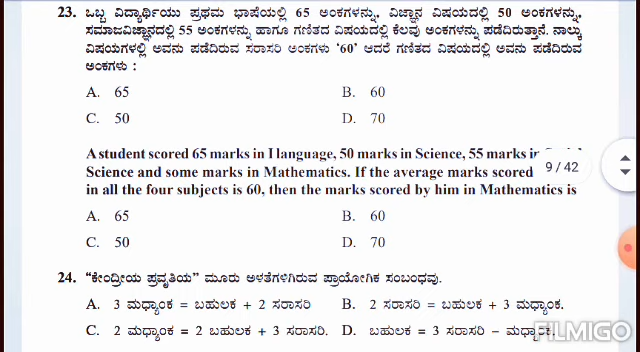 23. ಒಬ್ಬ ವಿದ್ಯಾರ್ಥಿಯು ಪ್ರಥಮ ಭಾಷೆಯಲ್ಲಿ 65 ಅಂಕಗಳನ್ನು, ವಿಜ್ಞಾನ ವಿಷಯದಲ್ಲಿ 50 ಅಂಕಗಳನ್ನು,
ಸಮಾಜವಿಜ್ಞಾನದಲ್ಲಿ 55 ಅಂಕಗಳನ್ನು ಹಾಗೂ ಗಣಿತದ ವಿಷಯದಲ್ಲಿ ಕೆಲವು ಅಂಕಗಳನ್ನು ಪಡೆದಿರುತ್ತಾನೆ. ನಾಲ್ಕು
ವಿಷಯಗಳಲ್ಲಿ ಅವನು ಪಡೆದಿರುವ ಸರಾಸರಿ ಅಂಕಗಳು '60' ಆದರೆ ಗಣಿತದ ವಿಷಯದಲ್ಲಿ ಅವನು ಪಡೆದಿರುವ
ಅಂಕಗಳು :
A. 65 B. 60
C. 50 D. 70
A student scored 65 marks in I language, 50 marks in Science, 55 marks in
Science and some marks in Mathematics. If the average marks scored 9 / 42
in all the four subjects is 60, then the marks scored by him in Mathematics is
A. 65 B. 60
C. 50 D. 70
24. "ಕೇಂದ್ರೀಯ ಪ್ರವೃತಿಯ" ಮೂರು ಅಳತೆಗಳಿಗಿರುವ ಪ್ರಾಯೋಗಿಕ ಸಂಬಂಧವು.
A. 3 ಮಧ್ಯಾಂಕ = ಬಹುಲಕ + 2 ಸರಾಸರಿ B. 2 ಸರಾಸರಿ = ಬಹುಲಕ + 3 ಮಧ್ಯಾಂಕ.
C. 2 ಮಧ್ಯಾಂಕ = 2 ಬಹುಲಕ + 3 ಸರಾಸರಿ. D. ಬಹುಲಕ = 3 ಸರಾಸರಿ – ಮಧ್ಯಾಂಕ.
FILMIGO